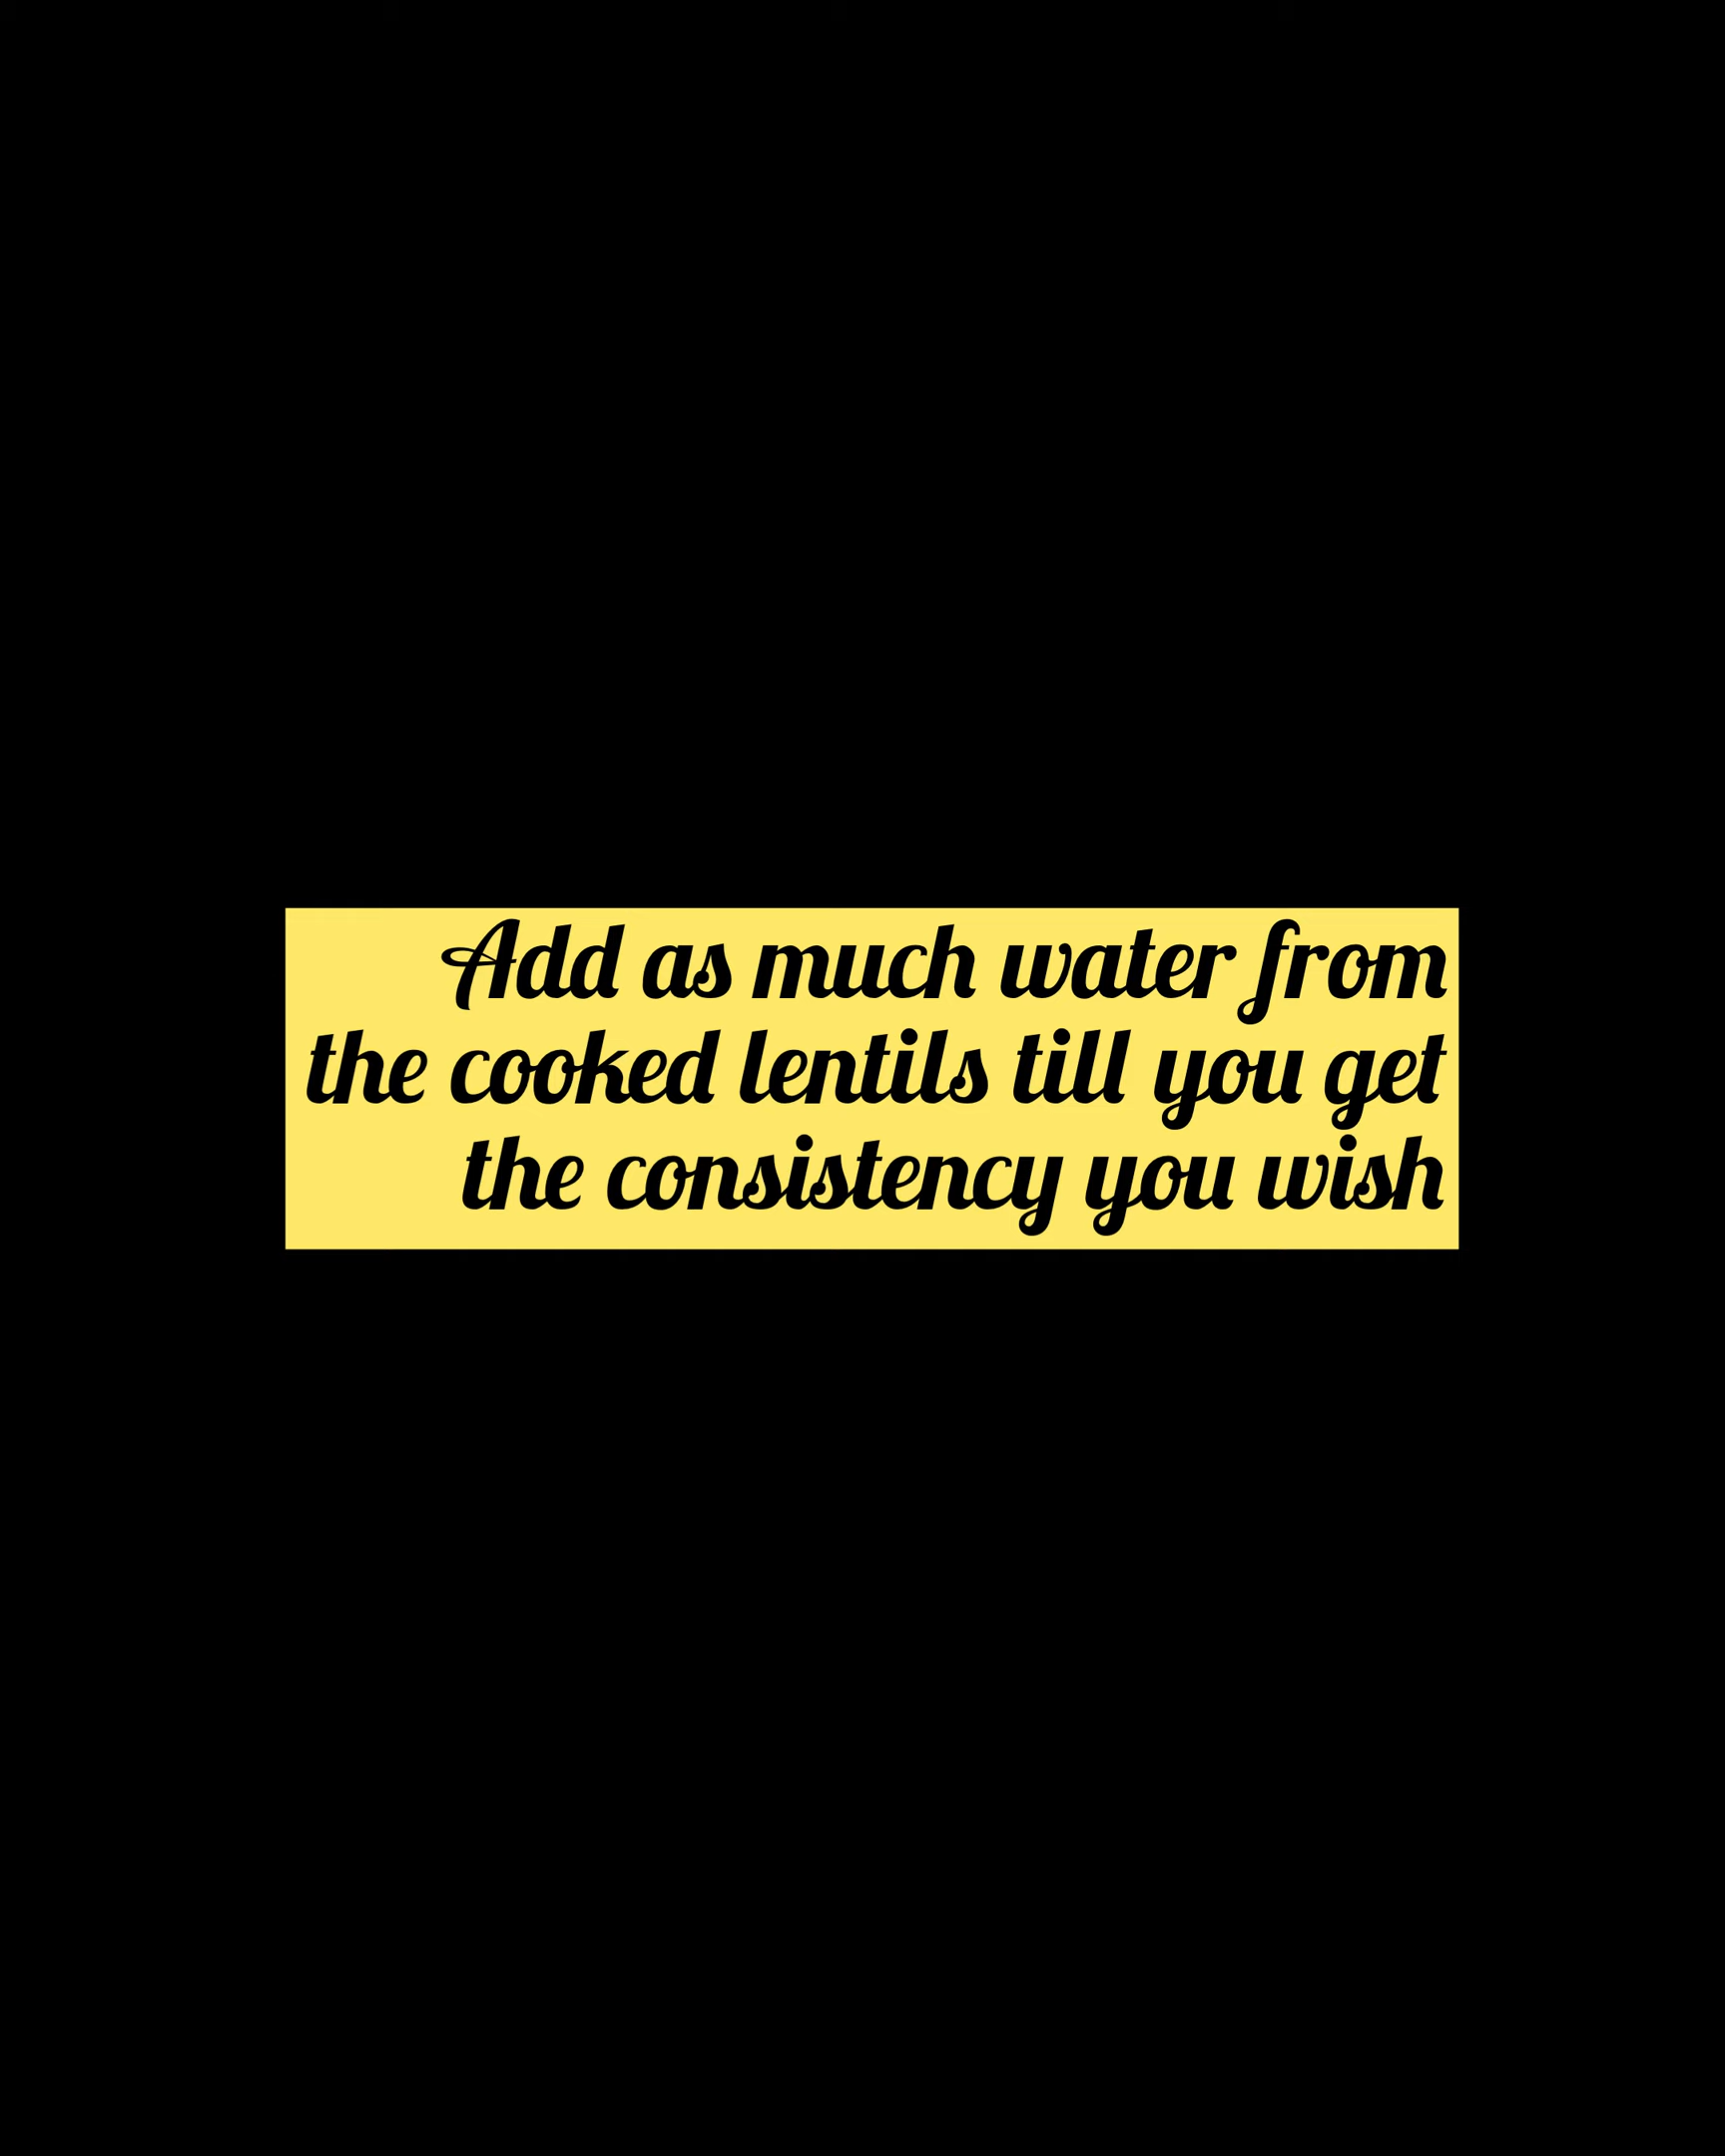 Add as much water from
the cooked lentils till you get
the consistency you wish